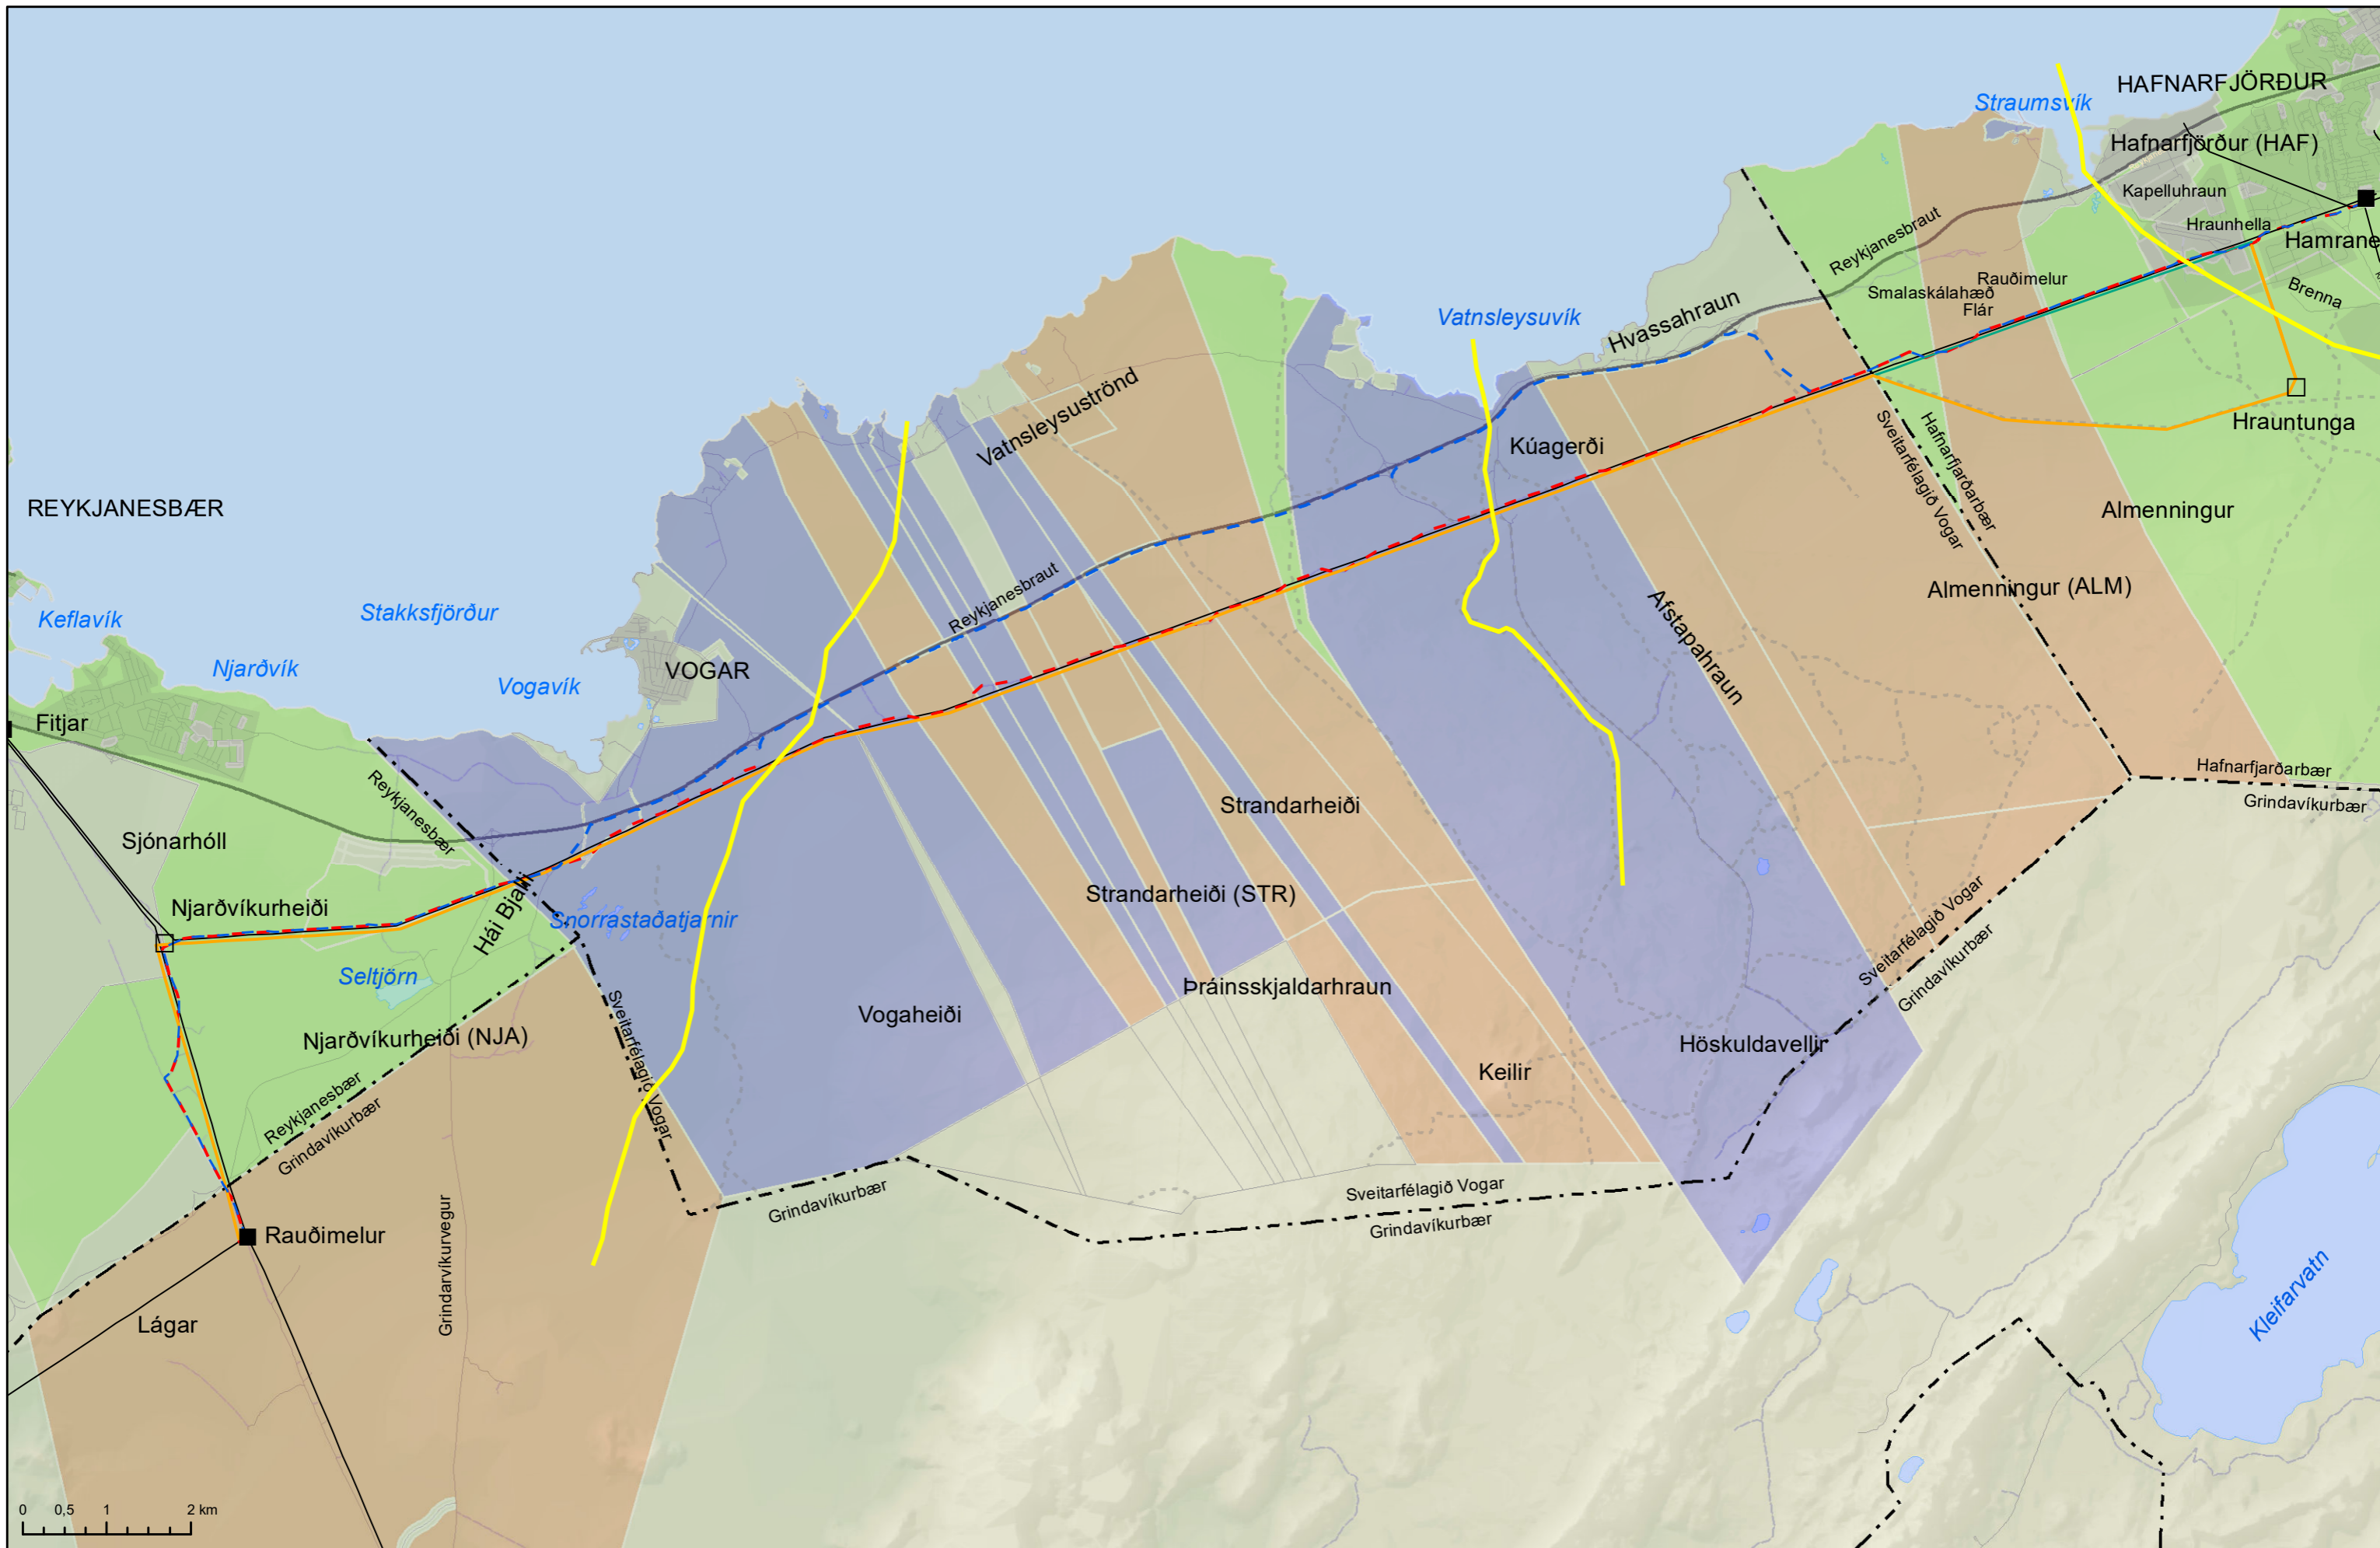 HAFNARFJÖRÐUR
Straumsvík
Hafnarfjörður (HAF)
Kapelluhraun
Hraunhella
Hamrane
Reykjanesbraut
Rauðimelur
Smalaskálahæð
Flár
Brenna
Vatnsleysuvík
Hvassahraun
Hrauntunga
Vatnsleysuströnd
Kúagerði
Sveitarfélagið Vogar
Hafnarfjarðarbær
REYKJANESBÆR
Almenningur
Almenningur (ALM)
Keflavík
Stakksfjörður
Reykjanesbraut
Afstapahraun
Njarðvík
Vogavík
VOGAR
Fitjar
Hafnarfjarðarbær
Grindavíkurbær
Reykjanesbær
Sjónarhóll
Strandarheiði
Strandarheiði (STR)
Njarðvíkurheiði
Hái Bjalli
Snorrastaðatjarnir
Seltjörn
Sveitarfélagið Vogar
Grindavíkurbær
Þráinsskjaldarhraun
Vogaheiði
Njarðvíkurheiði (NJA)
Sveitarfélagið Vogar
Höskuldavellir
Keilir
Reykjanesbær
Grindavíkurbær
Sveitarfélagið Vogar
Grindavíkurbær
Grindavíkurbær
Rauðimelur
Grindarvíkurvegur
Lágar
Kleifarvatn
0 0,5 1 2 km